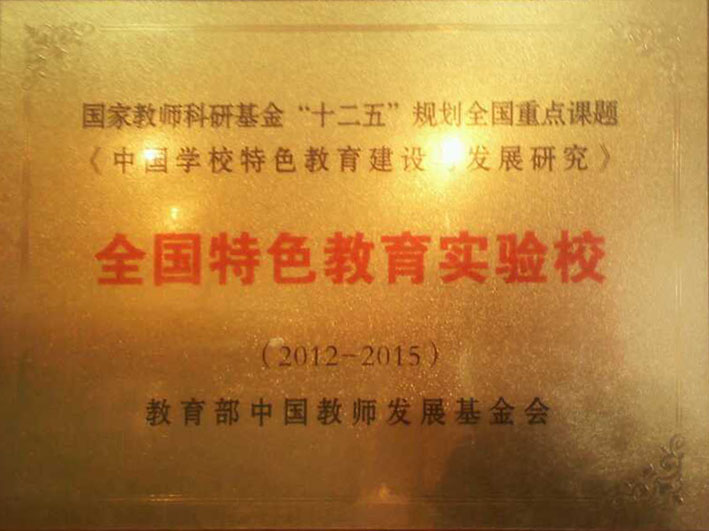 国家教师科研基金“十二五”规划全国重点课题
《中国学校特色教育建设与发展研究》
全国特色教育实验校
（2012-2015）
教育部中国教师发展基金会